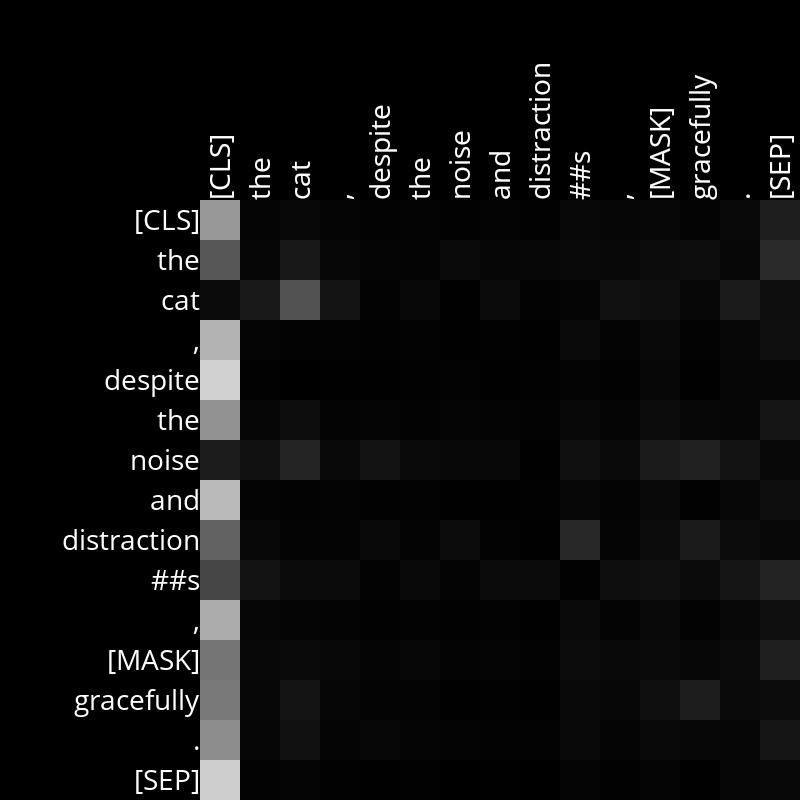 [CLS] the cat , despite the noise and distraction ##s , [MASK] gracefully . [SEP]
[CLS]
the
cat
,
despite
the
noise
and
distraction
##s
,
[MASK]
gracefully
.
[SEP]